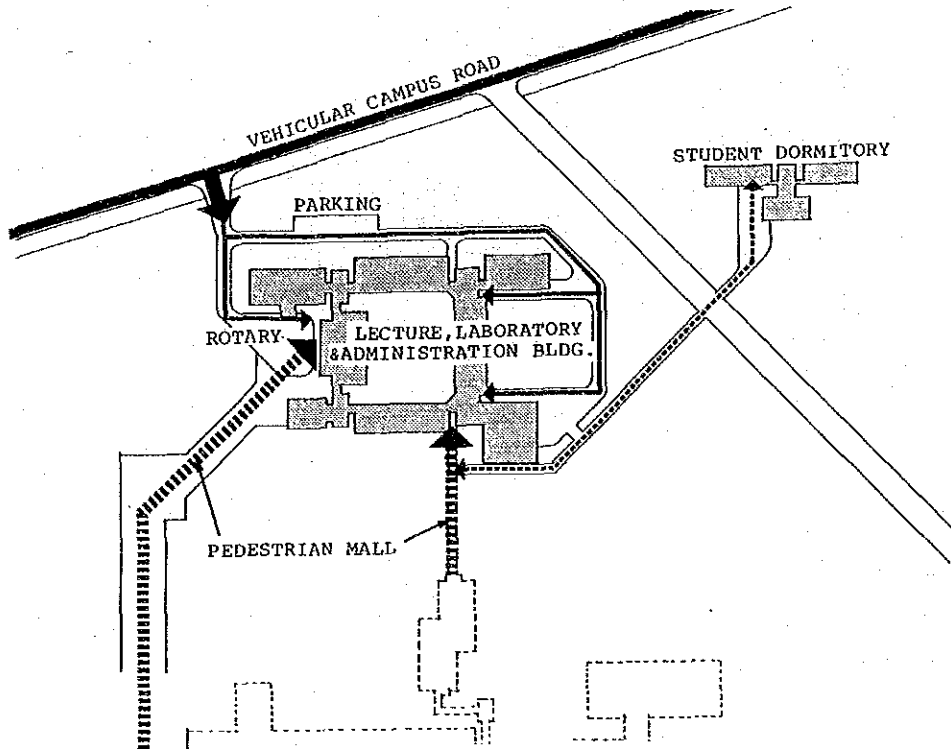 VEHICULAR CAMPUS ROAD
STUDENT DORMITORY
PARKING
ROTARY
LECTURE, LABORATORY
&ADMINISTRATION BLDG.
PEDESTRIAN MALL